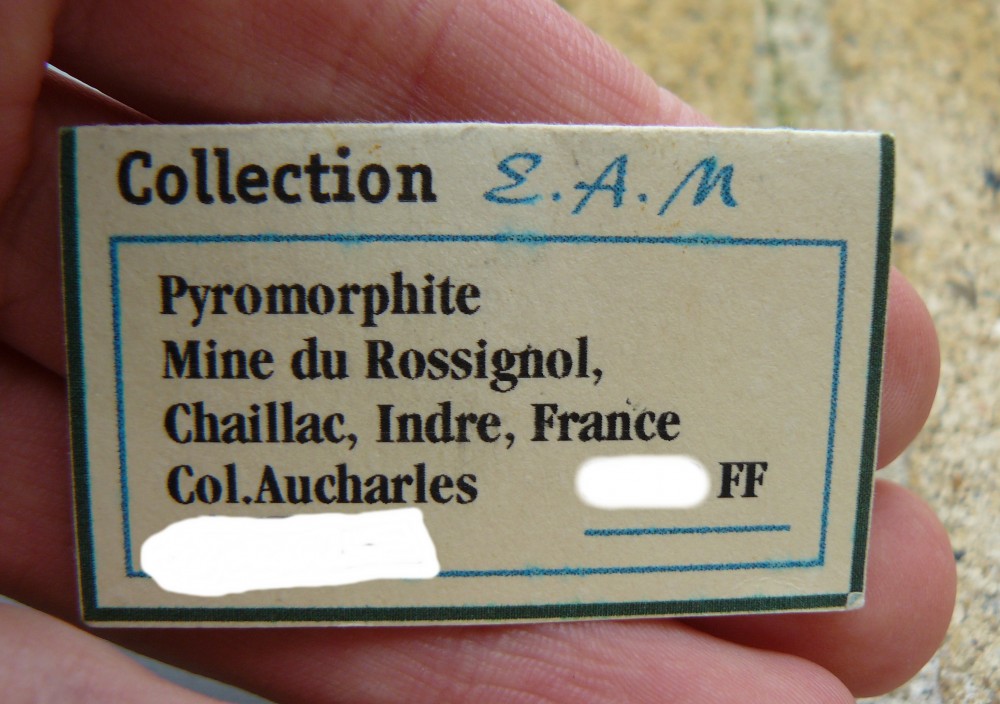 Collection E.A.M
Pyromorphite
Mine du Rossignol,
Chaillac, Indre, France
Col.Aucharles FF